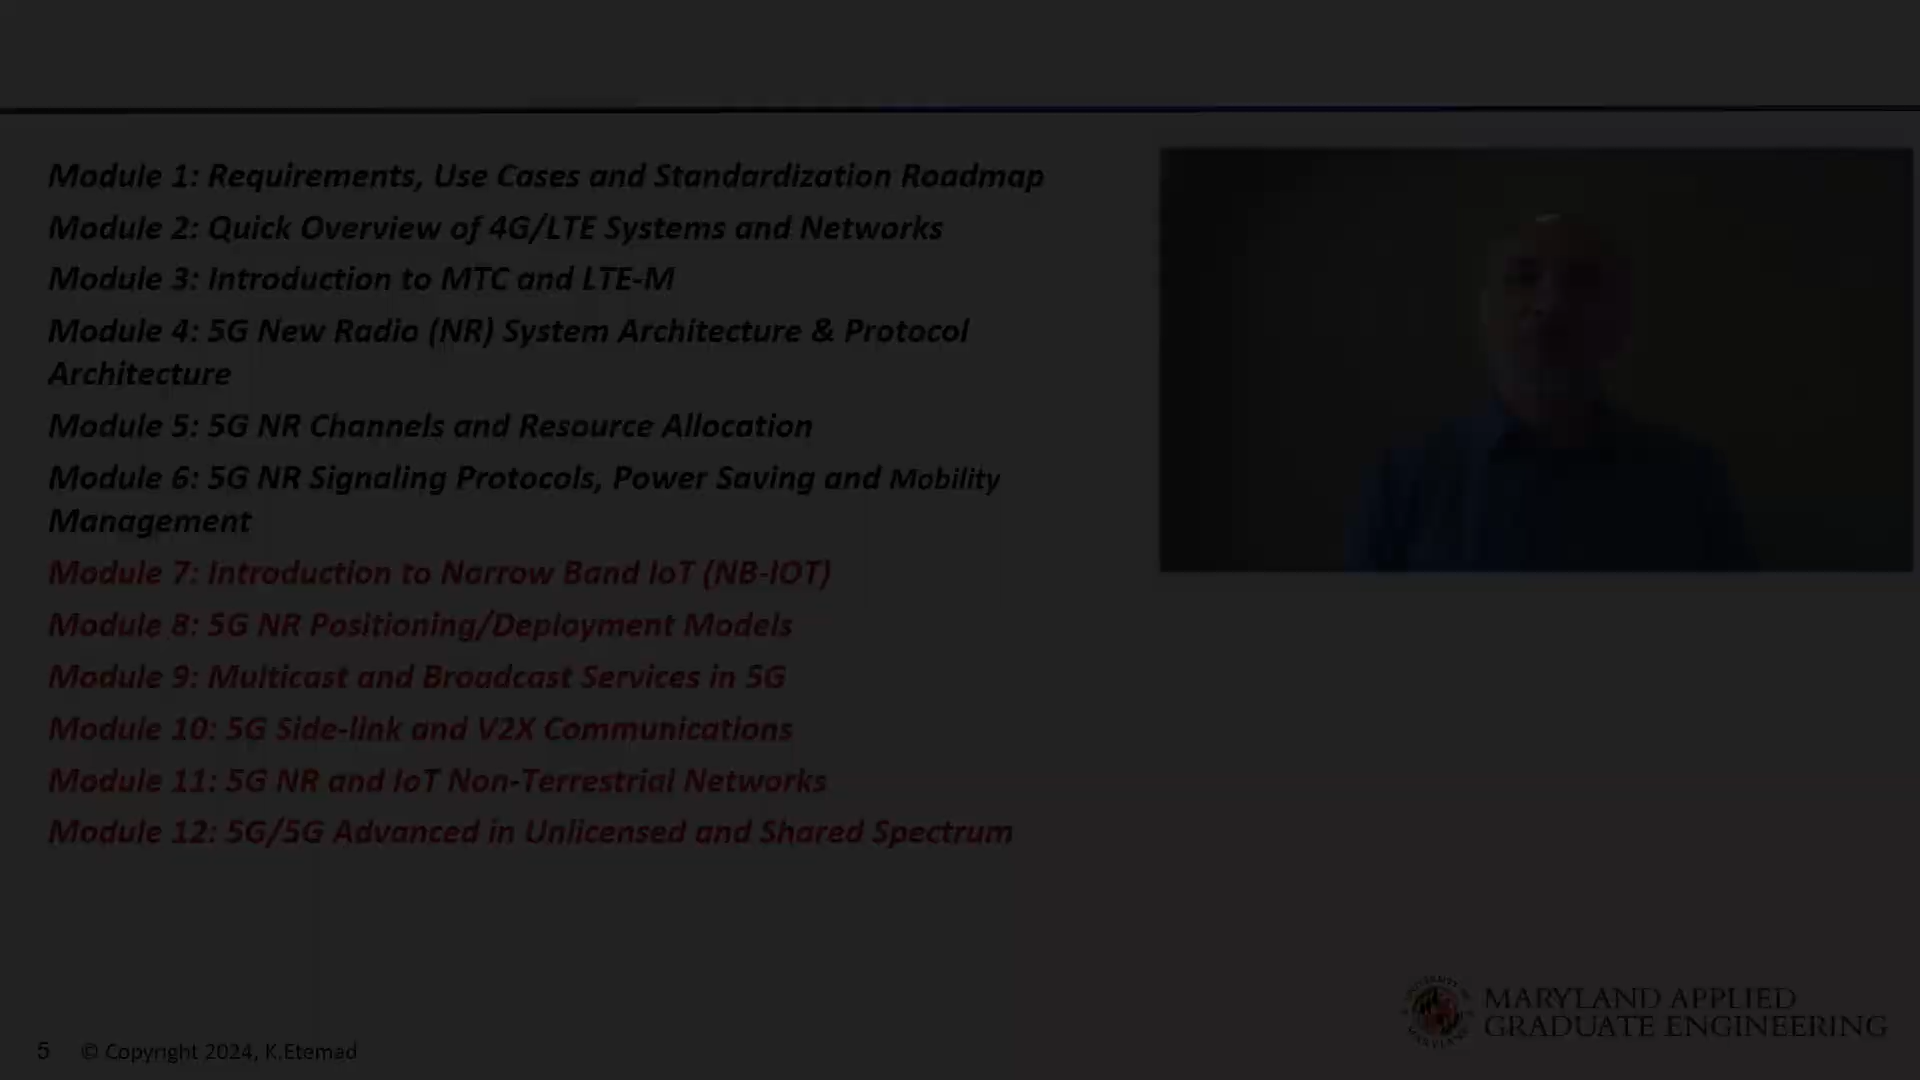 Module 1: Requirements, Use Cases and Standardization Roadmap
Module 2: Quick Overview of 4G/LTE Systems and Networks
Module 3: Introduction to MTC and LTE-M
Module 4: 5G New Radio (NR) System Architecture & Protocol
Architecture
Module 5: 5G NR Channels and Resource Allocation
Module 6: 5G NR Signaling Protocols, Power Saving and Mobility
Management
Module 7: Introduction to Narrow Band IoT (NB-IOT)
Module 8: 5G NR Positioning/Deployment Models
Module 9: Multicast and Broadcast Services in 5G
Module 10: 5G Side-link and V2X Communications
Module 11: 5G NR and IoT Non-Terrestrial Networks
Module 12: 5G/5G Advanced in Unlicensed and Shared Spectrum
MARYLAND APPLIED
GRADUATE ENGINEERING
5 © Copyright 2024, K.Etemad